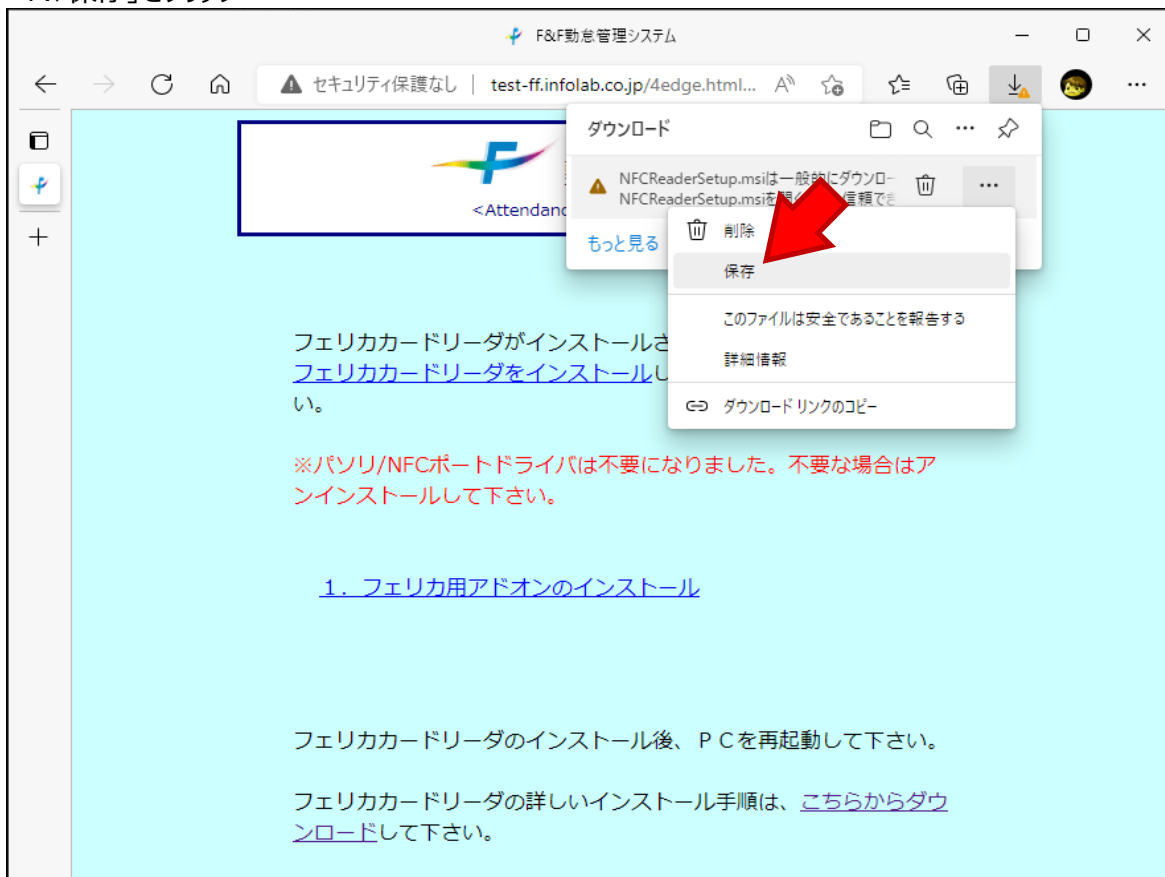 保存」をクリック
F&F勤怠管理システム
セキュリティ保護なし | test-ff.infolab.co.jp/4edge.html...
ダウンロード
NFCReaderSetup.msiは一般的にダウンロー
NFCReaderSetup.msiを 信頼でき
もっと見る
<Attendanc
削除
保存
このファイルは安全であることを報告する
詳細情報
ダウンロード リンクのコピー
フェリカカードリーダがインストールさ
フェリカカードリーダをインストールし
い。
※パソリ/NFCポートドライバは不要になりました。不要な場合はア
ンインストールして下さい。
1．フェリカ用アドオンのインストール
フェリカカードリーダのインストール後、ＰＣを再起動して下さい。
フェリカカードリーダの詳しいインストール手順は、こちらからダウ
ンロードして下さい。